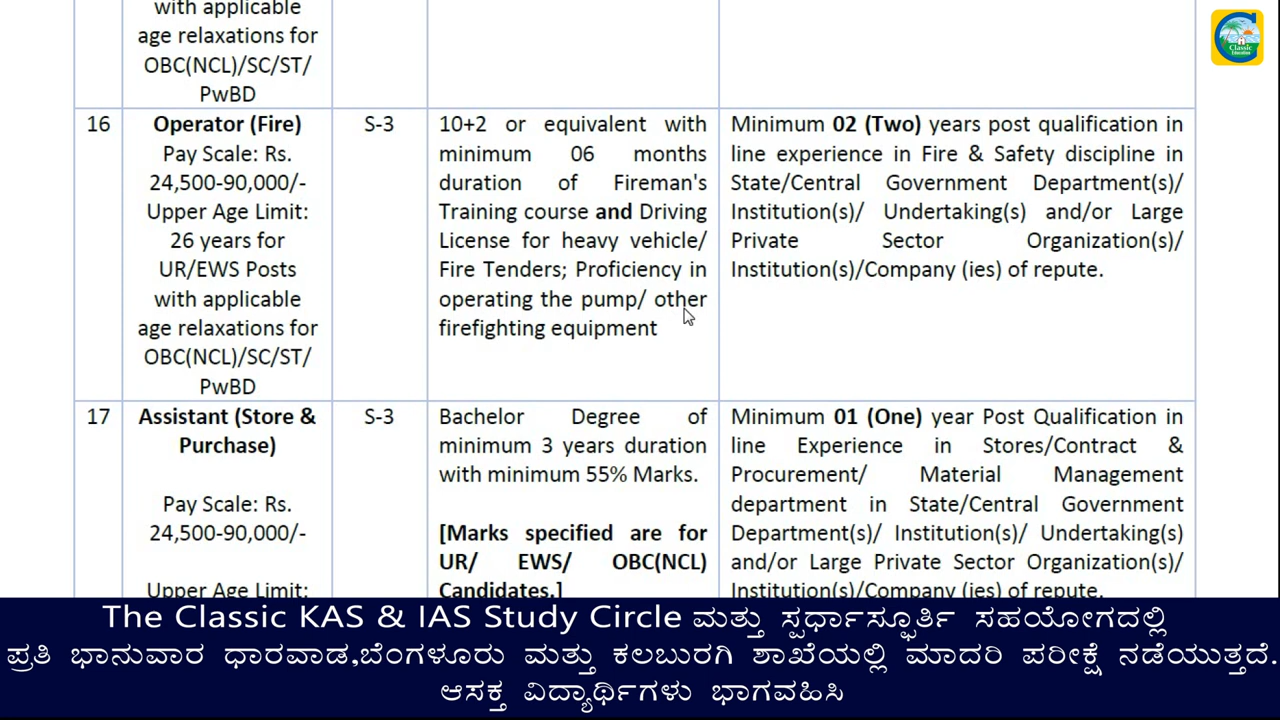 with applicable
age relaxations for
OBC(NCL)/SC/ST/
PwBD
Classic
Education
16
Operator (Fire)
Pay Scale: Rs.
24,500-90,000/-
Upper Age Limit:
26 years for
UR/EWS Posts
with applicable
age relaxations for
OBC(NCL)/SC/ST/
PwBD
S-3
10+2 or equivalent with
minimum 06 months
duration of Fireman's
Training course and Driving
License for heavy vehicle/
Fire Tenders; Proficiency in
operating the pump/ other
firefighting equipment
Minimum 02 (Two) years post qualification in
line experience in Fire & Safety discipline in
State/Central Government Department(s)/
Institution(s)/ Undertaking(s) and/or Large
Private Sector Organization(s)/
Institution(s)/Company (ies) of repute.
17
Assistant (Store &
Purchase)
Pay Scale: Rs.
24,500-90,000/-
Upper Age Limit:
S-3
Bachelor Degree of
minimum 3 years duration
with minimum 55% Marks.
[Marks specified are for
UR/ EWS/ OBC(NCL)
Candidates.]
Minimum 01 (One) year Post Qualification in
line Experience in Stores/Contract &
Procurement/ Material Management
department in State/Central Government
Department(s)/ Institution(s)/ Undertaking(s)
and/or Large Private Sector Organization(s)/
Institution(s)/Company (ies) of repute.
The Classic KAS & IAS Study Circle ಮತ್ತು ಸ್ಪರ್ಧಾಸ್ಫೂರ್ತಿ ಸಹಯೋಗದಲ್ಲಿ
ಪ್ರತಿ ಭಾನುವಾರ ಧಾರವಾಡ,ಬೆಂಗಳೂರು ಮತ್ತು ಕಲಬುರಗಿ ಶಾಖೆಯಲ್ಲಿ ಮಾದರಿ ಪರೀಕ್ಷೆ ನಡೆಯುತ್ತದೆ.
ಆಸಕ್ತ ವಿದ್ಯಾರ್ಥಿಗಳು ಭಾಗವಹಿಸಿ